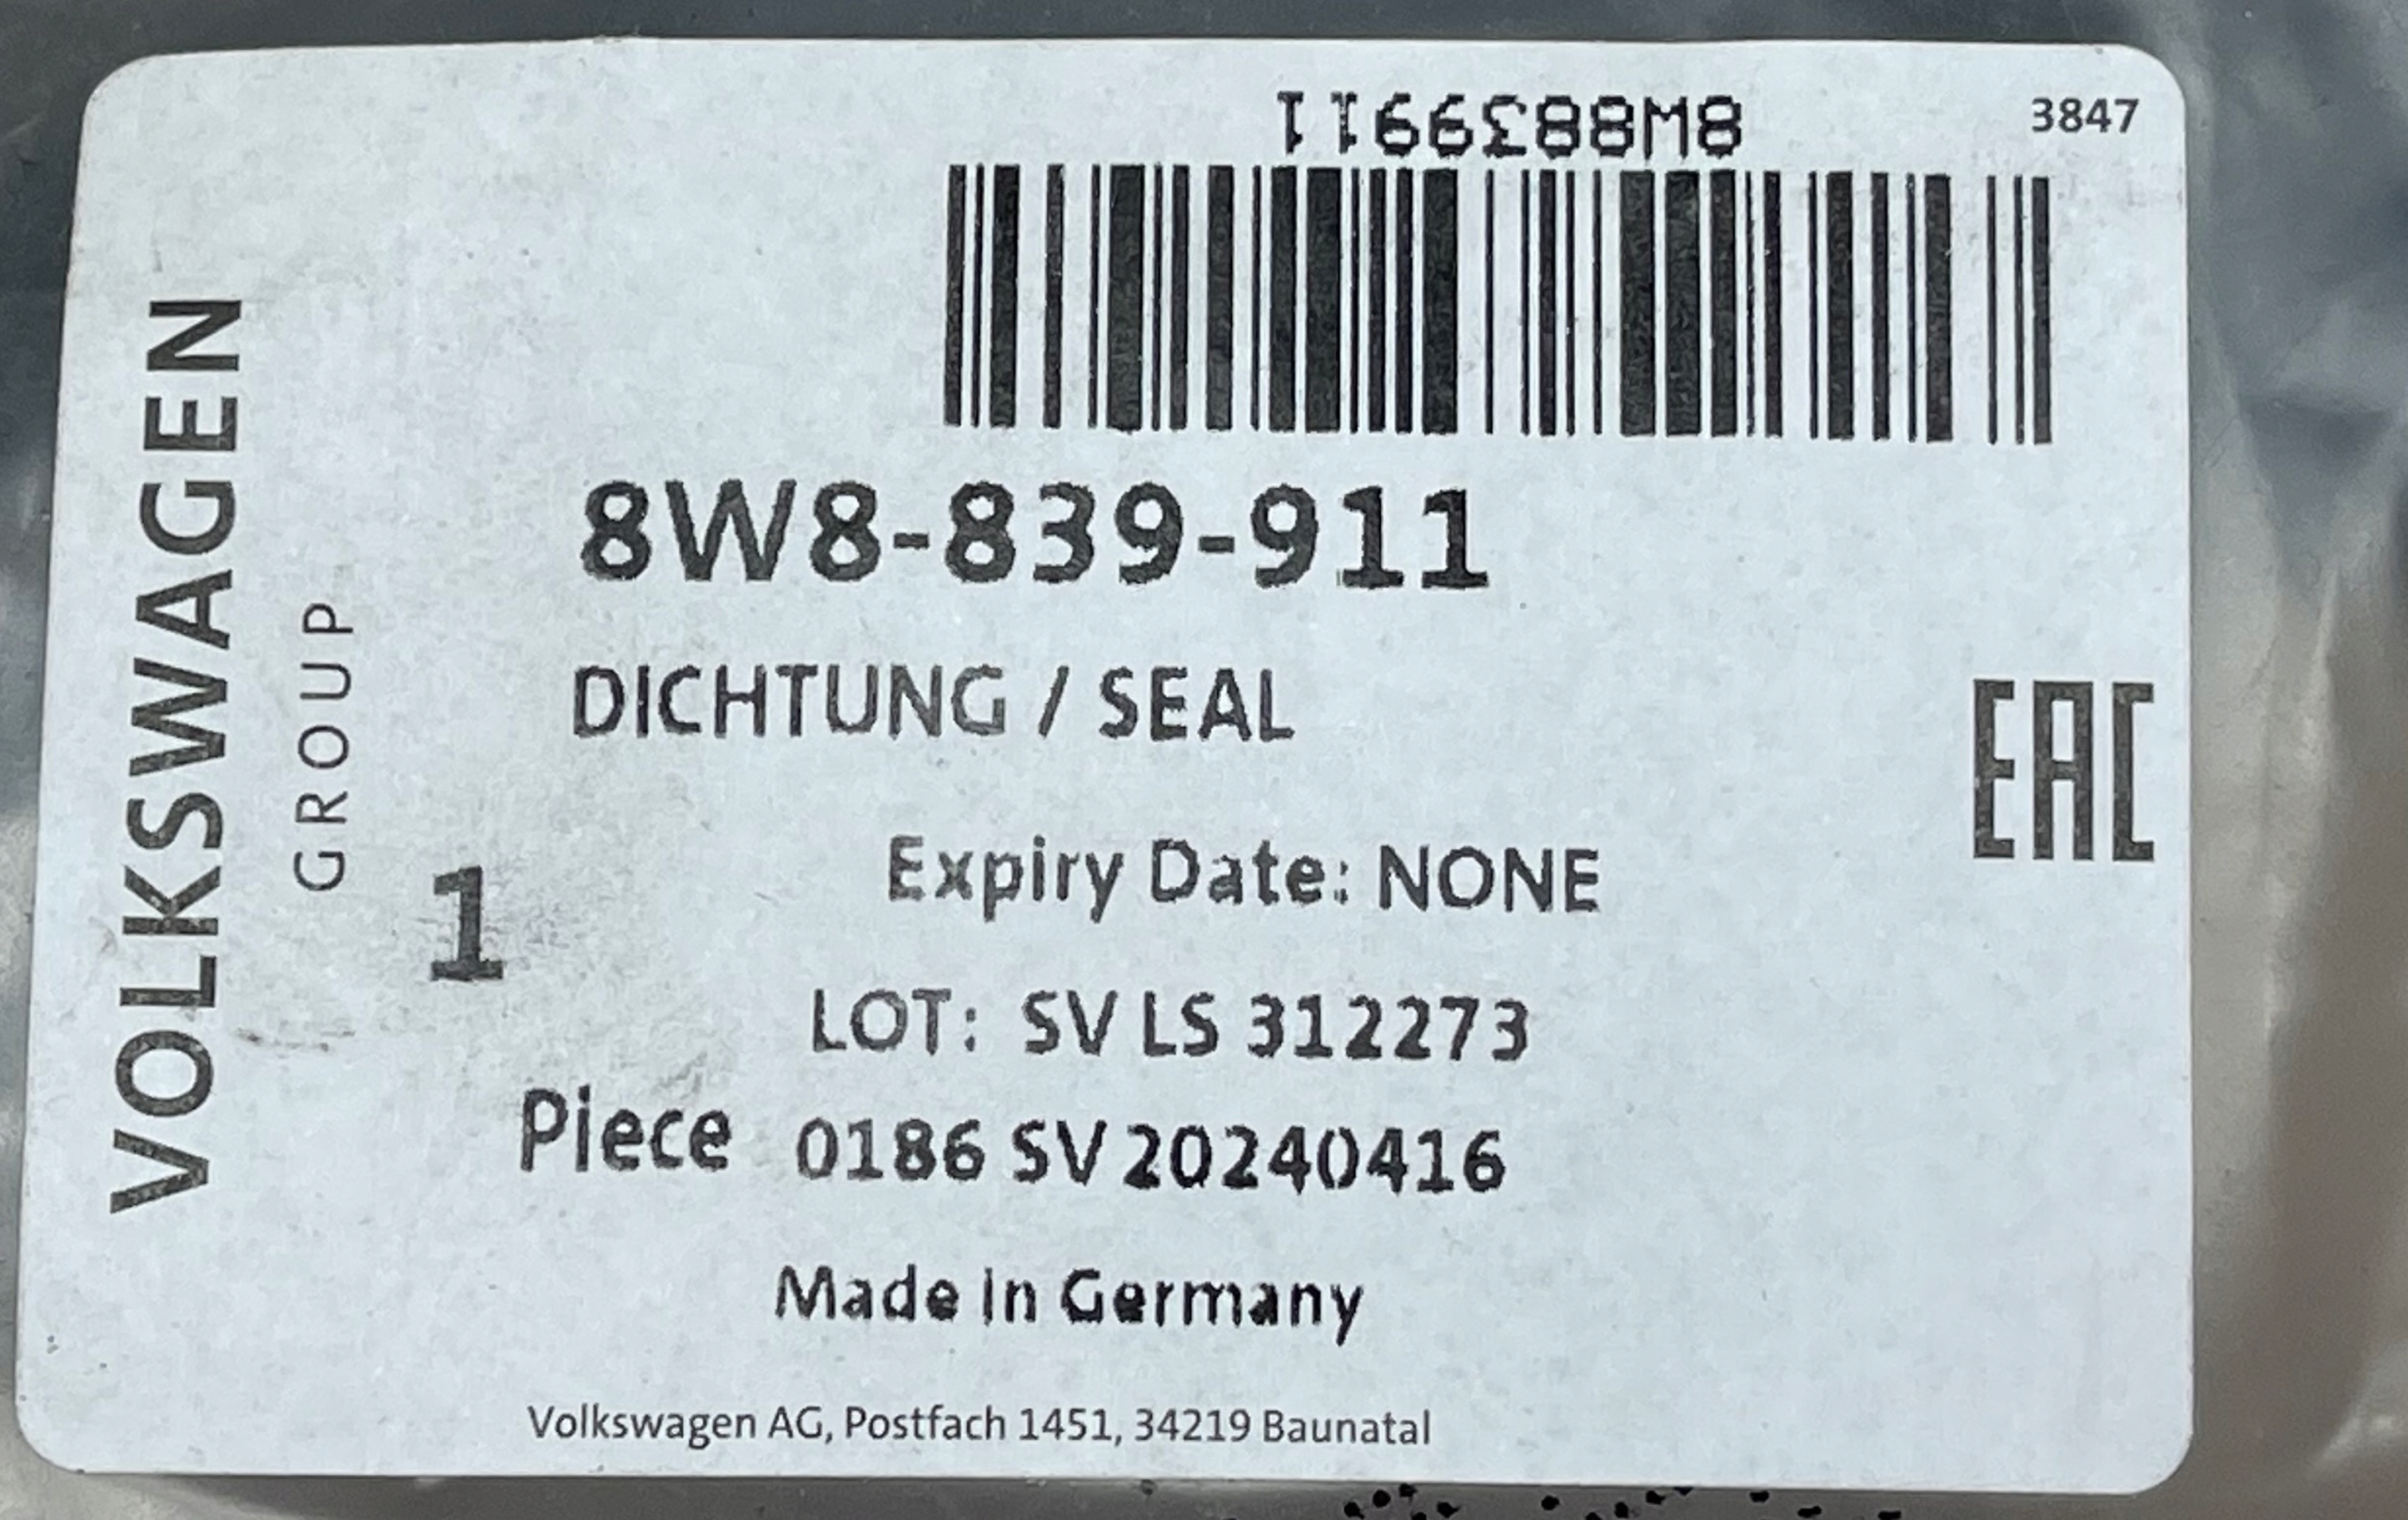 8W8839911
3847
8W8-839-911
DICHTUNG / SEAL
EAC
VOLKSWAGEN
GROUP
1
Expiry Date: NONE
LOT: SV LS 312273
Piece
0186 SV 20240416
Made in Germany
Volkswagen AG, Postfach 1451, 34219 Baunatal